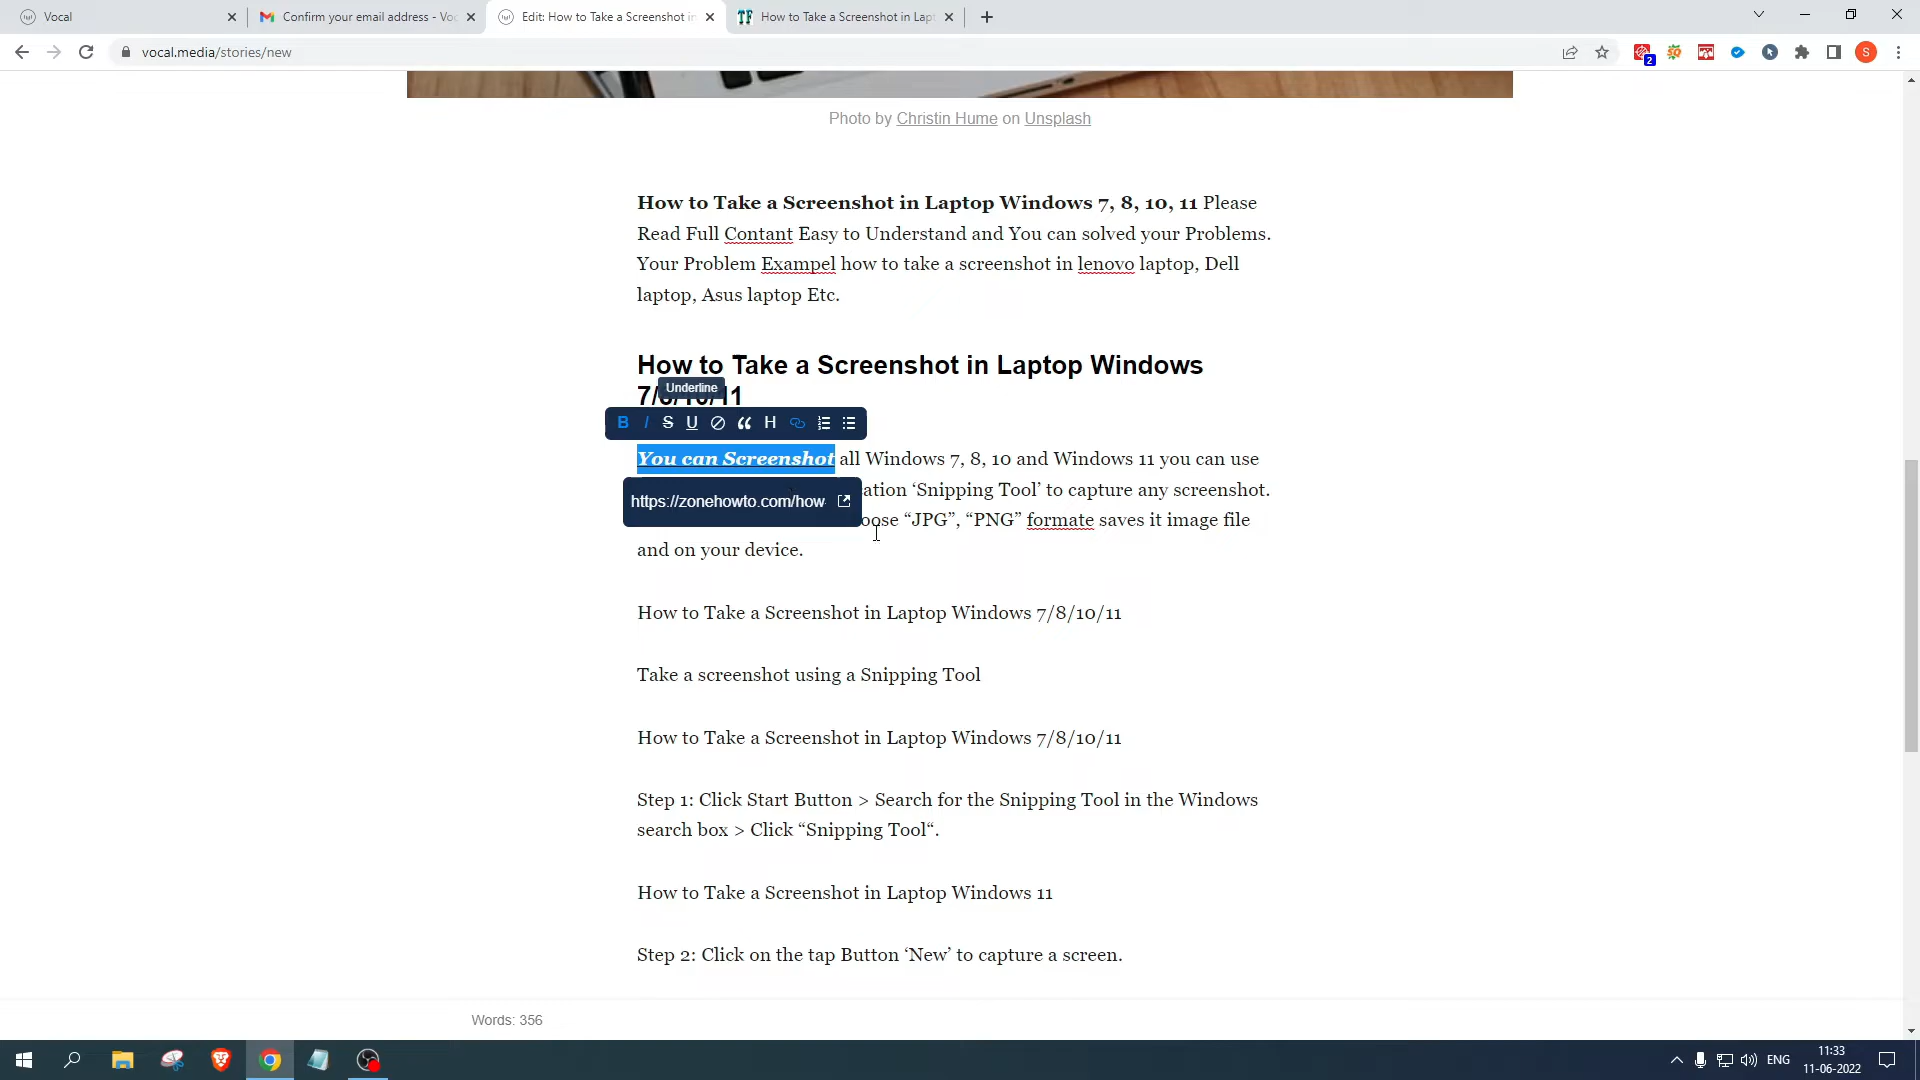 Vocal
Confirm your email address - Voc
Edit: How to Take a Screenshot in
How to Take a Screenshot in Lapt
vocal.media/stories/new
2
S
Photo by Christin Hume on Unsplash
How to Take a Screenshot in Laptop Windows 7, 8, 10, 11 Please
Read Full Contant Easy to Understand and You can solved your Problems.
Your Problem Exampel how to take a screenshot in lenovo laptop, Dell
laptop, Asus laptop Etc.
How to Take a Screenshot in Laptop Windows
7/8/10/11
Underline
B I S U H
You can Screenshot all Windows 7, 8, 10 and Windows 11 you can use
ation ‘Snipping Tool’ to capture any screenshot.
https://zonehowto.com/how-
oose “JPG”, “PNG” formate saves it image file
and on your device.
How to Take a Screenshot in Laptop Windows 7/8/10/11
Take a screenshot using a Snipping Tool
How to Take a Screenshot in Laptop Windows 7/8/10/11
Step 1: Click Start Button > Search for the Snipping Tool in the Windows
search box > Click “Snipping Tool“.
How to Take a Screenshot in Laptop Windows 11
Step 2: Click on the tap Button ‘New’ to capture a screen.
Words: 356
ENG
11:33
11-06-2022